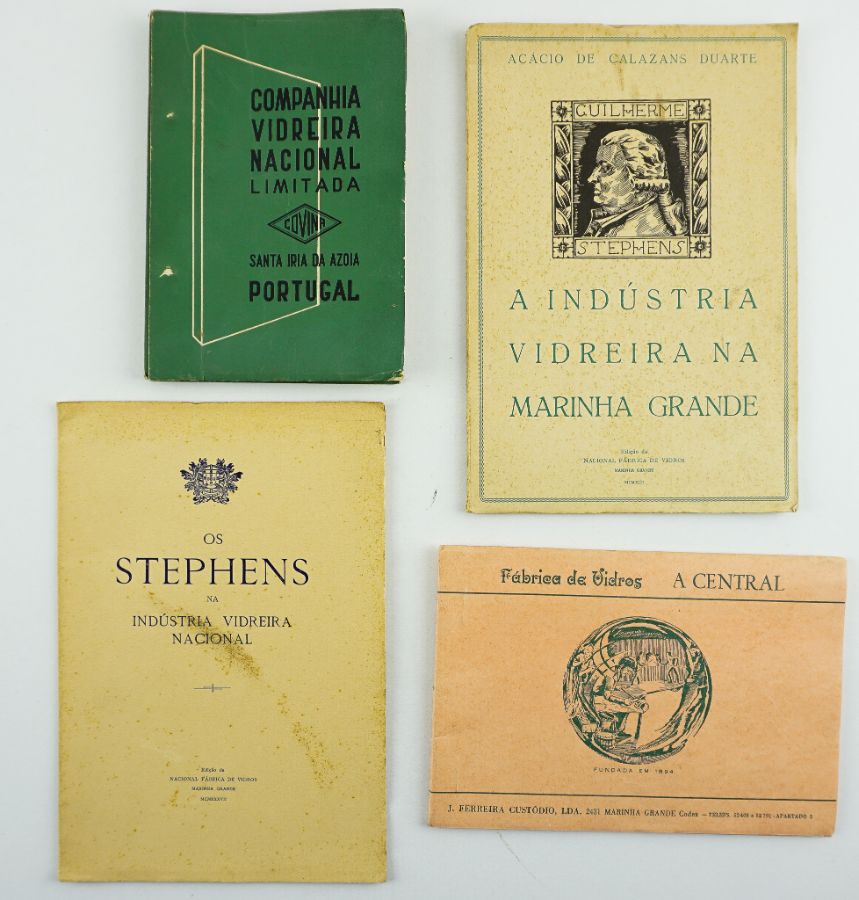 COMPANHIA
VIDREIRA
NACIONAL
LIMITADA
COVINA
SANTA IRIA DA AZOIA
PORTUGAL
ACÁCIO DE CALAZANS DUARTE
GUILHERME
STEPHENS
A INDÚSTRIA
VIDREIRA NA
MARINHA GRANDE
Edição da
NACIONAL FÁBRICA DE VIDROS
MARINHA GRANDE
OS
STEPHENS
NA
INDÚSTRIA VIDREIRA
NACIONAL
Edição da
NACIONAL FÁBRICA DE VIDROS
MARINHA GRANDE
Fábrica de Vidros A CENTRAL
FUNDADA EM 1894
J. FERREIRA CUSTÓDIO, LDA. 2431 MARINHA GRANDE Codex - TELEFS.